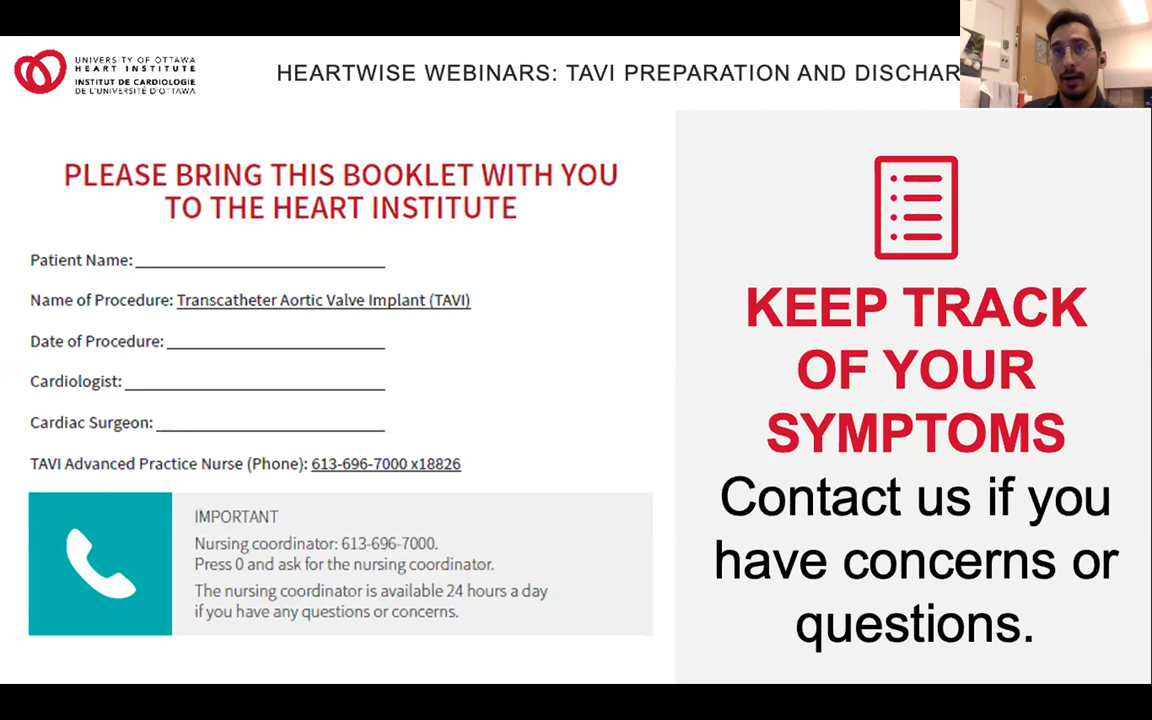 UNIVERSITY OF OTTAWA
HEART INSTITUTE
INSTITUT DE CARDIOLOGIE
DE L'UNIVERSITÉ D'OTTAWA
HEARTWISE WEBINARS: TAVI PREPARATION AND DISCHAR
PLEASE BRING THIS BOOKLET WITH YOU
TO THE HEART INSTITUTE
Patient Name:
Name of Procedure: Transcatheter Aortic Valve Implant (TAVI)
Date of Procedure:
Cardiologist:
Cardiac Surgeon:
TAVI Advanced Practice Nurse (Phone): 613-696-7000 x18826
IMPORTANT
Nursing coordinator: 613-696-7000.
Press 0 and ask for the nursing coordinator.
The nursing coordinator is available 24 hours a day
if you have any questions or concerns.
KEEP TRACK
OF YOUR
SYMPTOMS
Contact us if you
have concerns or
questions.